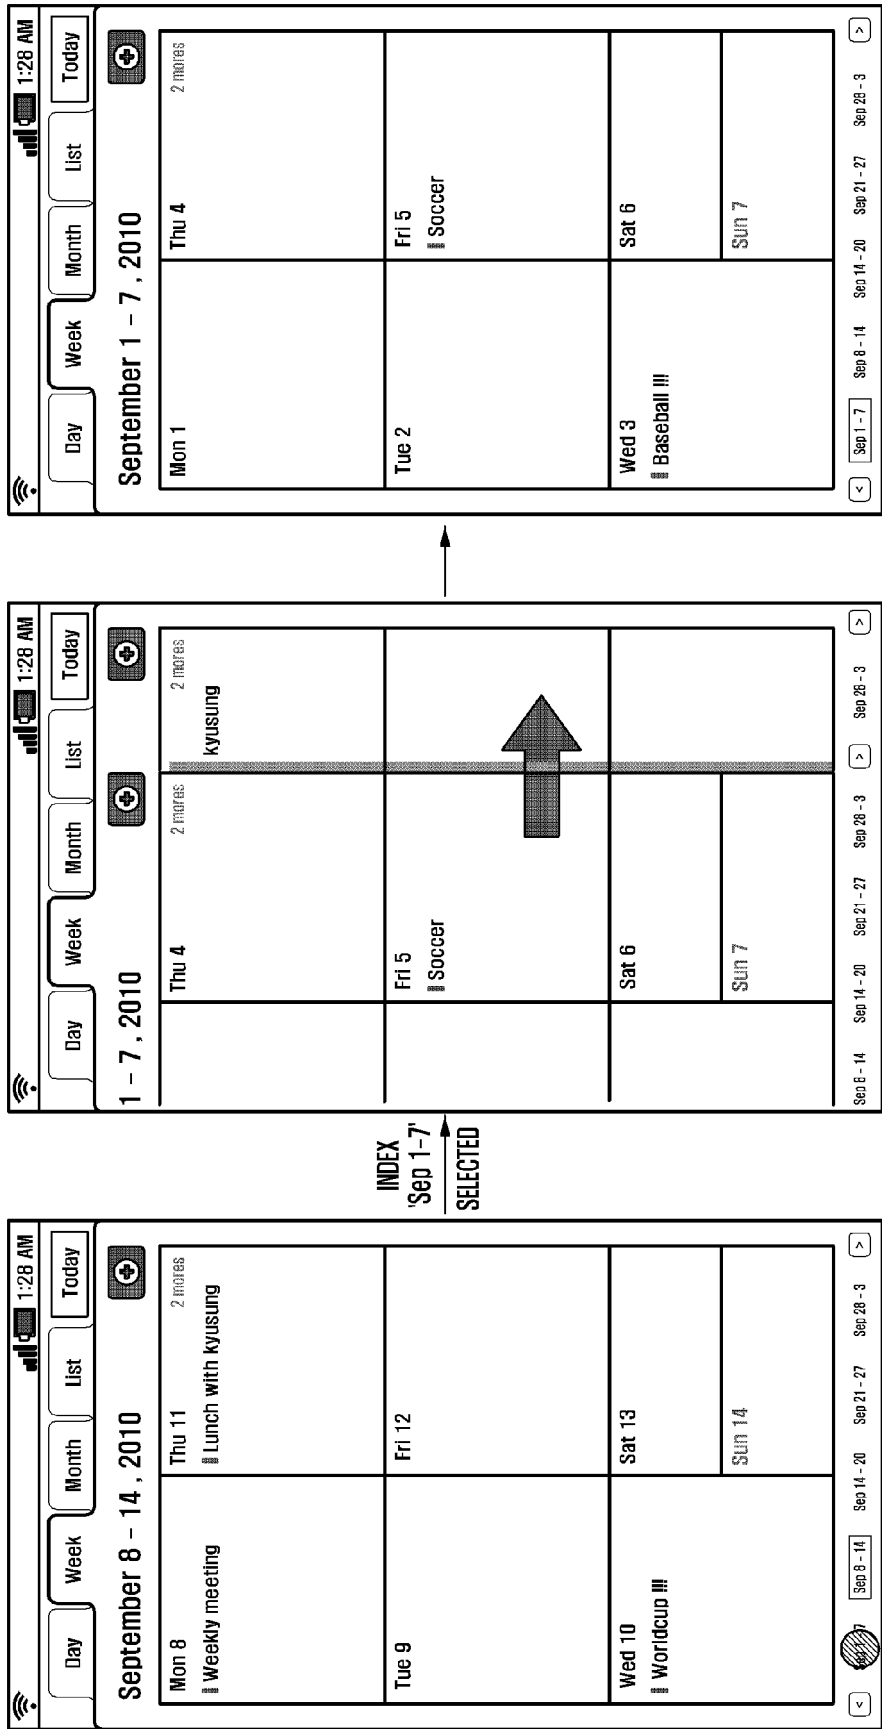 1:28 AM
Day
Week
Month
List
Today
September 8 - 14 , 2010
Mon 8
Weekly meeting
Thu 11
2 mores
Lunch with kyusung
Tue 9
Fri 12
Wed 10
Worldcup !!!
Sat 13
Sun 14
<
Sep 8 - 14
Sep 14 - 20
Sep 21 - 27
Sep 28 - 3
>
INDEX
'Sep 1-7'
SELECTED
1:28 AM
Day
Week
Month
List
Today
1 - 7 , 2010
Thu 4
2 mores
2 mores
kyusung
Fri 5
Soccer
Sat 6
Sun 7
Sep 8 - 14
Sep 14 - 20
Sep 21 - 27
Sep 28 - 3
>
Sep 28 - 3
>
1:28 AM
Day
Week
Month
List
Today
September 1 - 7 , 2010
Mon 1
Thu 4
2 mores
Tue 2
Fri 5
Soccer
Wed 3
Baseball !!!
Sat 6
Sun 7
<
Sep 1 - 7
Sep 8 - 14
Sep 14 - 20
Sep 21 - 27
Sep 28 - 3
>